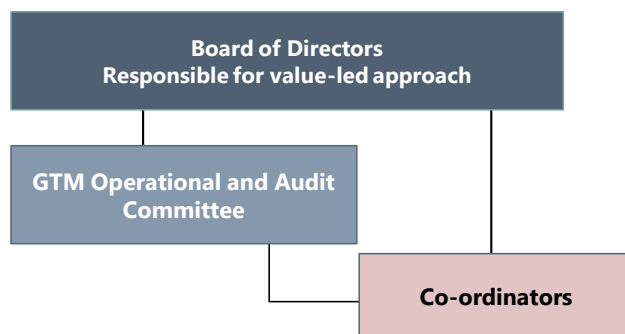 Board of Directors
Responsible for value-led approach
GTM Operational and Audit
Committee
Co-ordinators